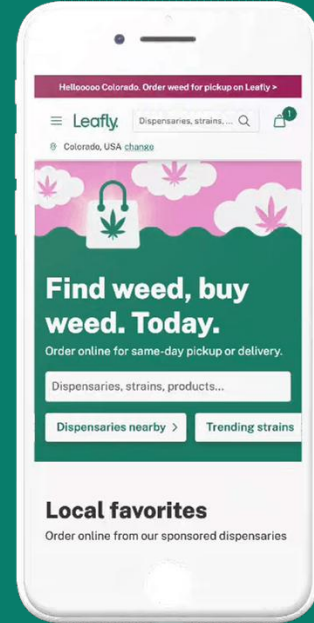 Hellooooo Colorado. Order weed for pickup on Leafly >
Leafly.
Dispensaries, strains, ...
1
Colorado, USA change
Find weed, buy
weed. Today.
Order online for same-day pickup or delivery.
Dispensaries, strains, products...
Dispensaries nearby >
Trending strains
Local favorites
Order online from our sponsored dispensaries